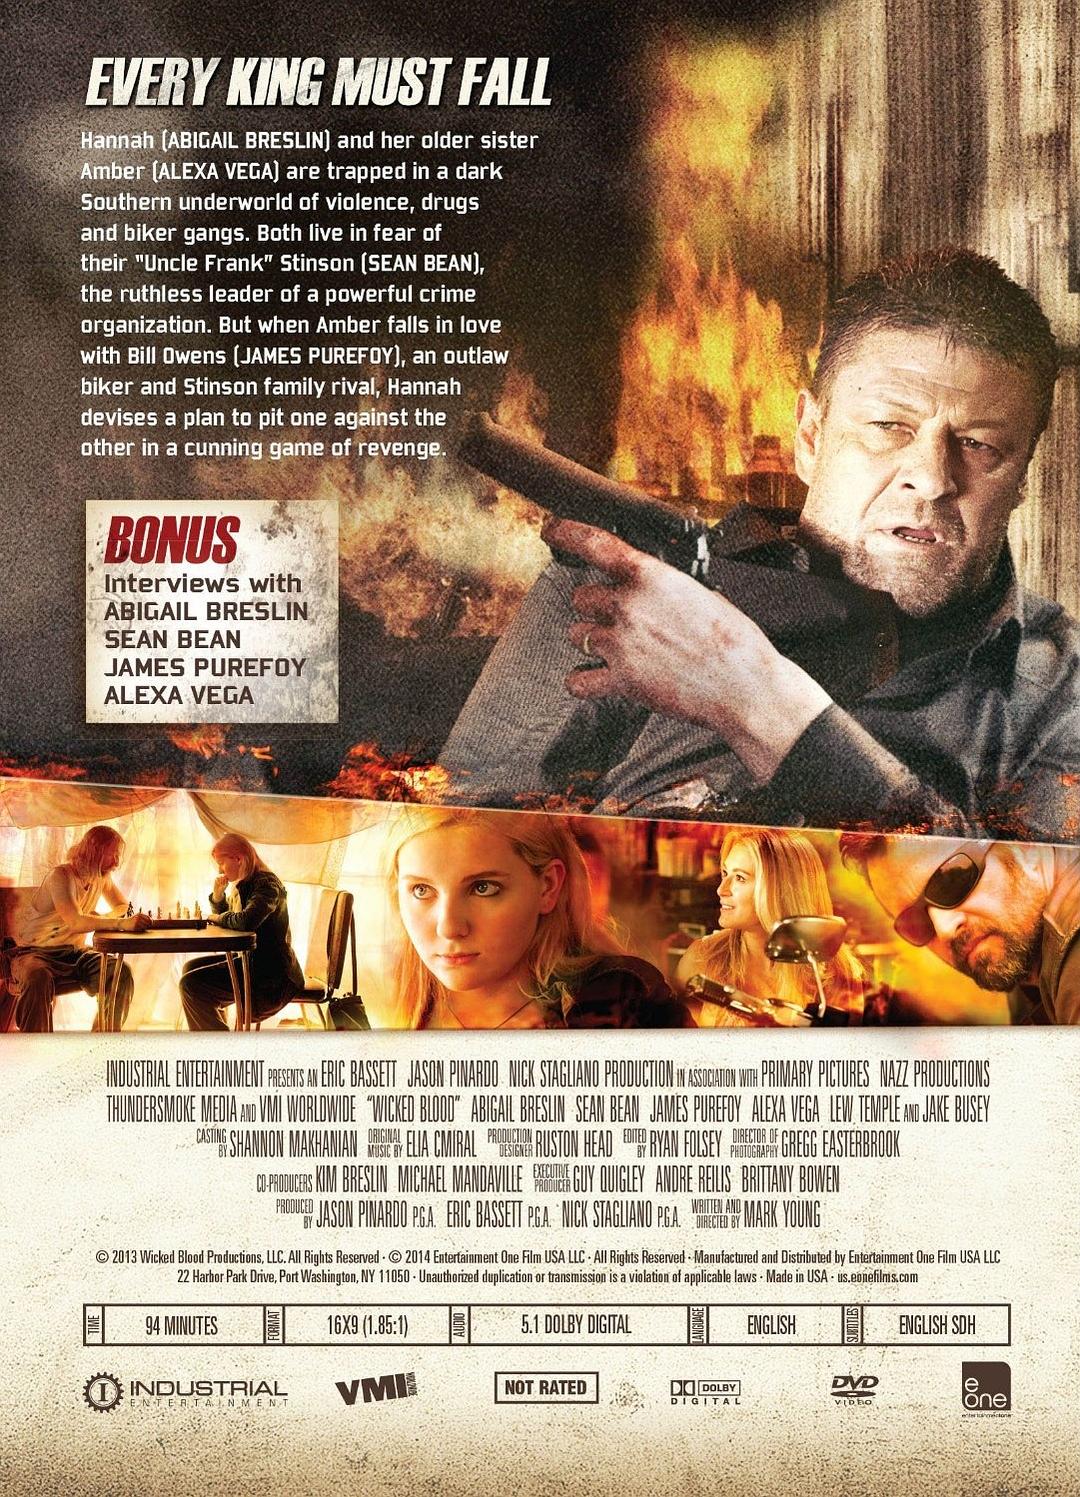 EVERY KING MUST FALL
Hannah (ABIGAIL BRESLIN) and her older sister
Amber (ALEXA VEGA) are trapped in a dark
Southern underworld of violence, drugs
and biker gangs. Both live in fear of
their "Uncle Frank" Stinson (SEAN BEAN),
the ruthless leader of a powerful crime
organization. But when Amber falls in love
with Bill Owens (JAMES PUREFOY), an outlaw
biker and Stinson family rival, Hannah
devises a plan to pit one against the
other in a cunning game of revenge.
BONUS
Interviews with
ABIGAIL BRESLIN
SEAN BEAN
JAMES PUREFOY
ALEXA VEGA
INDUSTRIAL ENTERTAINMENT PRESENTS AN ERIC BASSETT JASON PINARDO NICK STAGLIANO PRODUCTION IN ASSOCIATION WITH PRIMARY PICTURES NAZZ PRODUCTIONS
THUNDERSMOKE MEDIA AND VMI WORLDWIDE "WICKED BLOOD" ABIGAIL BRESLIN SEAN BEAN JAMES PUREFOY ALEXA VEGA LEW TEMPLE AND JAKE BUSEY
CASTING BY SHANNON MAKHANIAN ORIGINAL MUSIC BY ELIA CMIRAL PRODUCTION DESIGNER RUSTON HEAD EDITED BY RYAN FOLSEY DIRECTOR OF PHOTOGRAPHY GREGG EASTERBROOK
CO-PRODUCERS KIM BRESLIN MICHAEL MANDAVILLE EXECUTIVE PRODUCER GUY QUIGLEY ANDRE REILIS BRITTANY BOWEN
PRODUCED BY JASON PINARDO P.G.A. ERIC BASSETT P.G.A. NICK STAGLIANO P.G.A. WRITTEN AND DIRECTED BY MARK YOUNG
© 2013 Wicked Blood Productions, LLC. All Rights Reserved · © 2014 Entertainment One Film USA LLC · All Rights Reserved · Manufactured and Distributed by Entertainment One Film USA LLC
22 Harbor Park Drive, Port Washington, NY 11050 · Unauthorized duplication or transmission is a violation of applicable laws · Made in USA · us.eonefilms.com
TIME 94 MINUTES FORMAT 16X9 (1.85:1) AUDIO 5.1 DOLBY DIGITAL LANGUAGE ENGLISH SUBTITLES ENGLISH SDH
I INDUSTRIAL
ENTERTAINMENT
VMI WORLDWIDE
NOT RATED
DOLBY
DIGITAL
DVD
VIDEO
e
one
entertainmentone